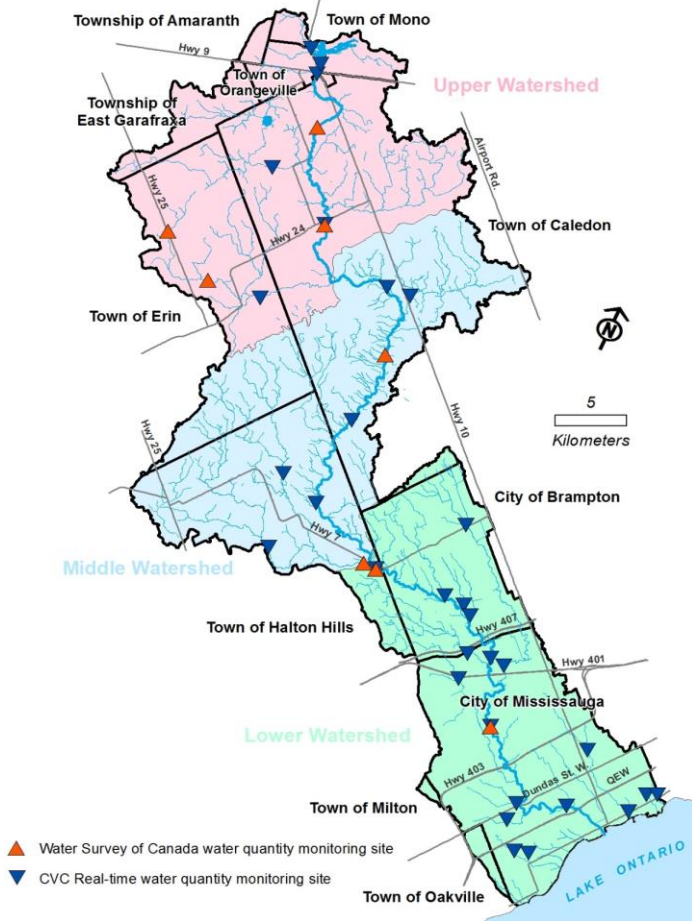 Township of Amaranth
Town of Mono
Hwy 9
Town of
Orangeville
Upper Watershed
Township of
East Garafraxa
Airport Rd.
Hwy 25
Town of Caledon
Hwy 24
Town of Erin
N
5
Kilometers
Hwy 10
Hwy 25
City of Brampton
Hwy 7
Middle Watershed
Town of Halton Hills
Hwy 407
Hwy 401
City of Mississauga
Lower Watershed
Hwy 403
Dundas St. W.
QEW
Town of Milton
Water Survey of Canada water quantity monitoring site
CVC Real-time water quantity monitoring site
LAKE ONTARIO
Town of Oakville